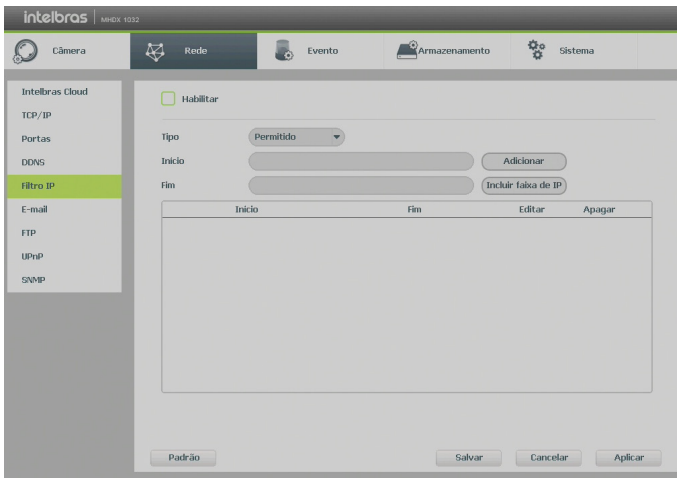 intelbras MHDX 1032
Câmera Rede Evento Armazenamento Sistema
Intelbras Cloud
TCP/IP
Portas
DDNS
Filtro IP
E-mail
FTP
UPnP
SNMP
Habilitar
Tipo Permitido
Inicio Adicionar
Fim Incluir faixa de IP
Inicio Fim Editar Apagar
Padrão Salvar Cancelar Aplicar